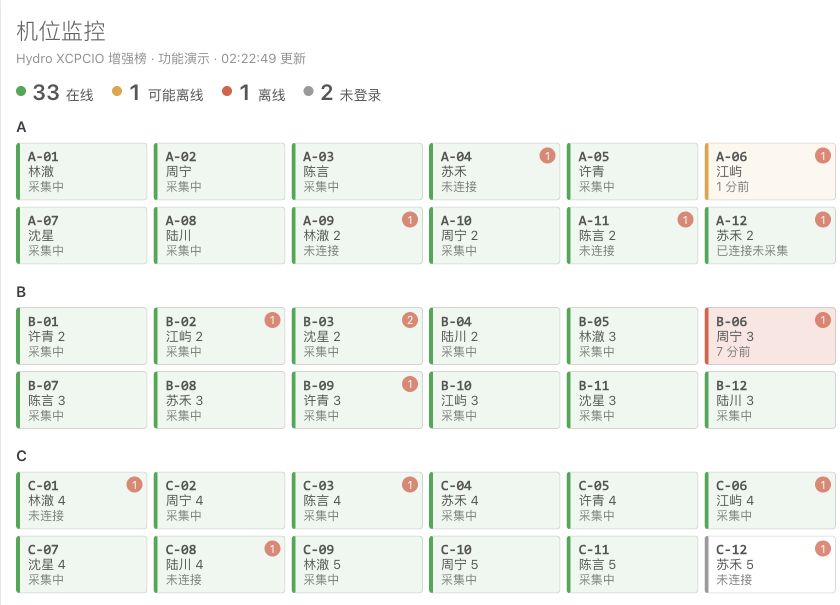 机位监控
Hydro XCPCIO 增强榜 · 功能演示 · 02:22:49 更新
33 在线 1 可能离线 1 离线 2 未登录
A
A-01
林澈
采集中
A-02
周宁
采集中
A-03
陈言
采集中
A-04 1
苏禾
未连接
A-05
许青
采集中
A-06 1
江屿
1 分前
A-07
沈星
采集中
A-08
陆川
采集中
A-09 1
林澈 2
未连接
A-10
周宁 2
采集中
A-11 1
陈言 2
未连接
A-12 1
苏禾 2
已连接未采集
B
B-01
许青 2
采集中
B-02 1
江屿 2
采集中
B-03 2
沈星 2
采集中
B-04
陆川 2
采集中
B-05
林澈 3
采集中
B-06 1
周宁 3
7 分前
B-07
陈言 3
采集中
B-08
苏禾 3
采集中
B-09 1
许青 3
采集中
B-10
江屿 3
采集中
B-11
沈星 3
采集中
B-12
陆川 3
采集中
C
C-01 1
林澈 4
未连接
C-02
周宁 4
采集中
C-03 1
陈言 4
采集中
C-04
苏禾 4
采集中
C-05
许青 4
采集中
C-06 1
江屿 4
采集中
C-07
沈星 4
采集中
C-08 1
陆川 4
未连接
C-09
林澈 5
采集中
C-10
周宁 5
采集中
C-11
陈言 5
采集中
C-12 1
苏禾 5
未连接